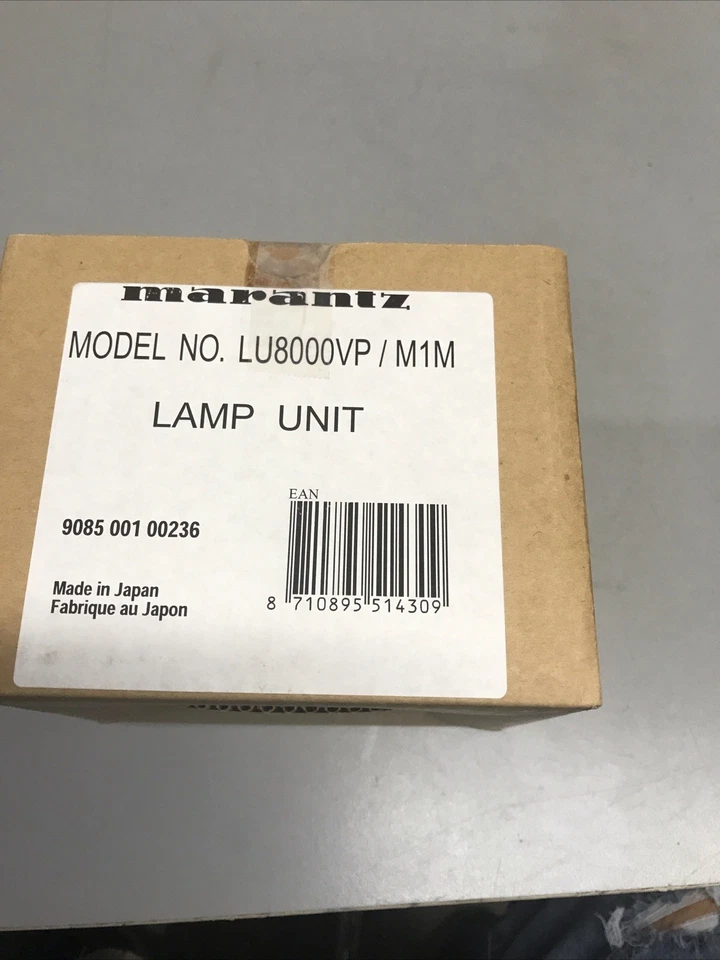 marantz
MODEL NO. LU8000VP / M1M
LAMP UNIT
EAN
9085 001 00236
8 710895 514309
Made in Japan
Fabrique au Japon